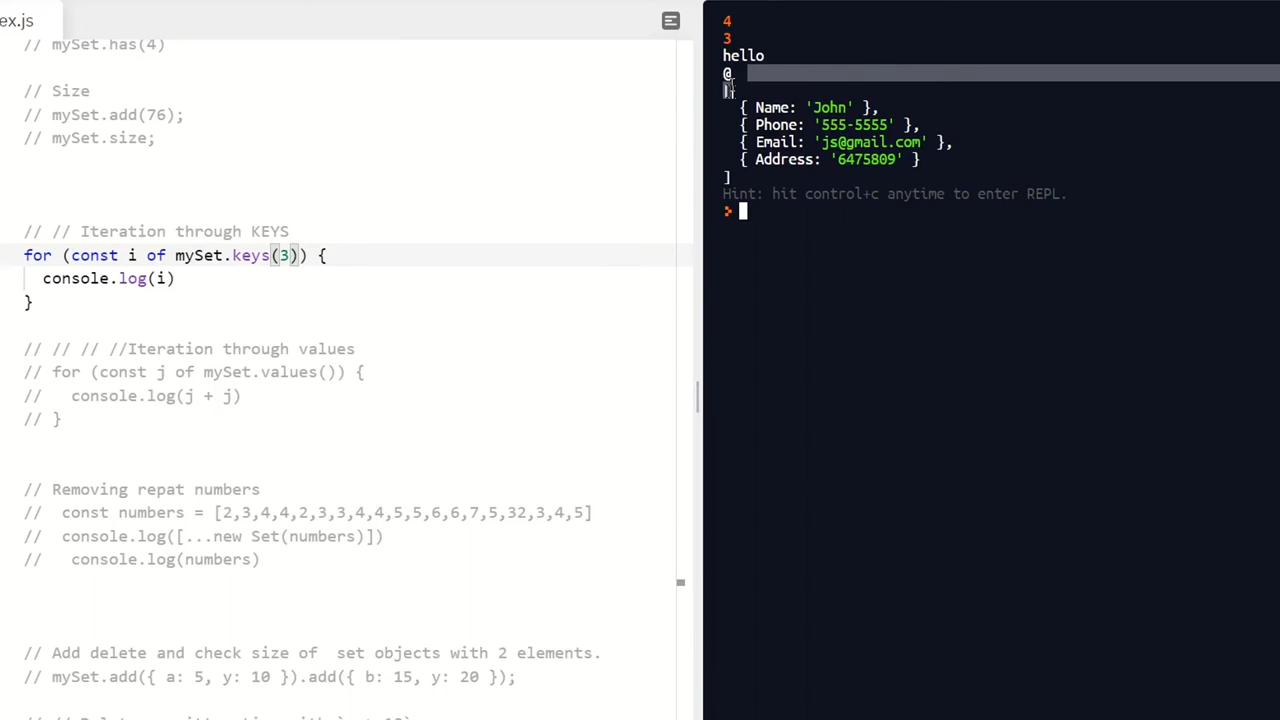 ex.js
// mySet.has(4)
// Size
// mySet.add(76);
// mySet.size;
// // Iteration through KEYS
for (const i of mySet.keys(3)) {
console.log(i)
}
// // // //Iteration through values
// for (const j of mySet.values()) {
// console.log(j + j)
// }
// Removing repat numbers
// const numbers = [2,3,4,4,2,3,3,4,4,5,5,6,6,7,5,32,3,4,5]
// console.log([...new Set(numbers)])
// console.log(numbers)
// Add delete and check size of set objects with 2 elements.
// mySet.add({ a: 5, y: 10 }).add({ b: 15, y: 20 });
4
3
hello
@
[
{ Name: 'John' },
{ Phone: '555-5555' },
{ Email: 'js@gmail.com' },
{ Address: '6475809' }
]
Hint: hit control+c anytime to enter REPL.
>